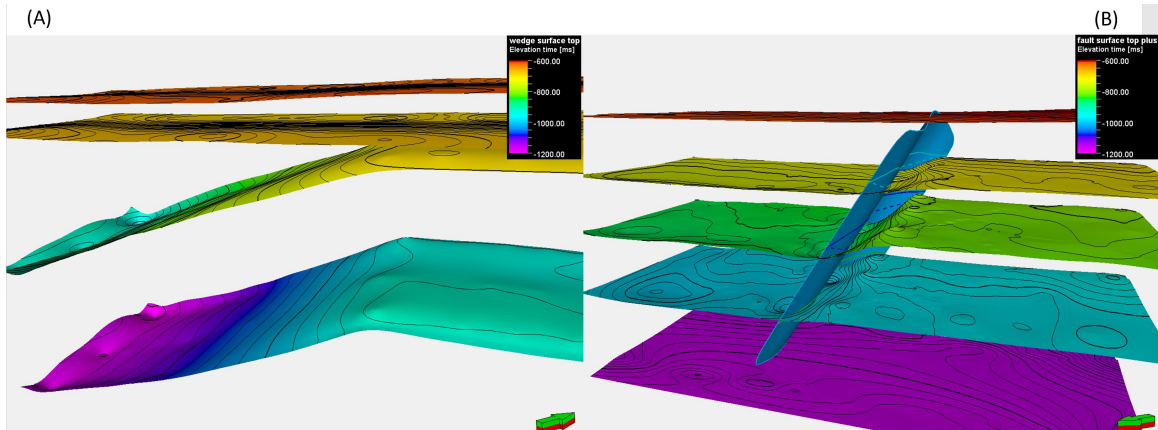 (A)
wedge surface top
Elevation time [ms]
-600.00
-800.00
-1000.00
-1200.00
(B)
fault surface top plus
Elevation time [ms]
-600.00
-800.00
-1000.00
-1200.00